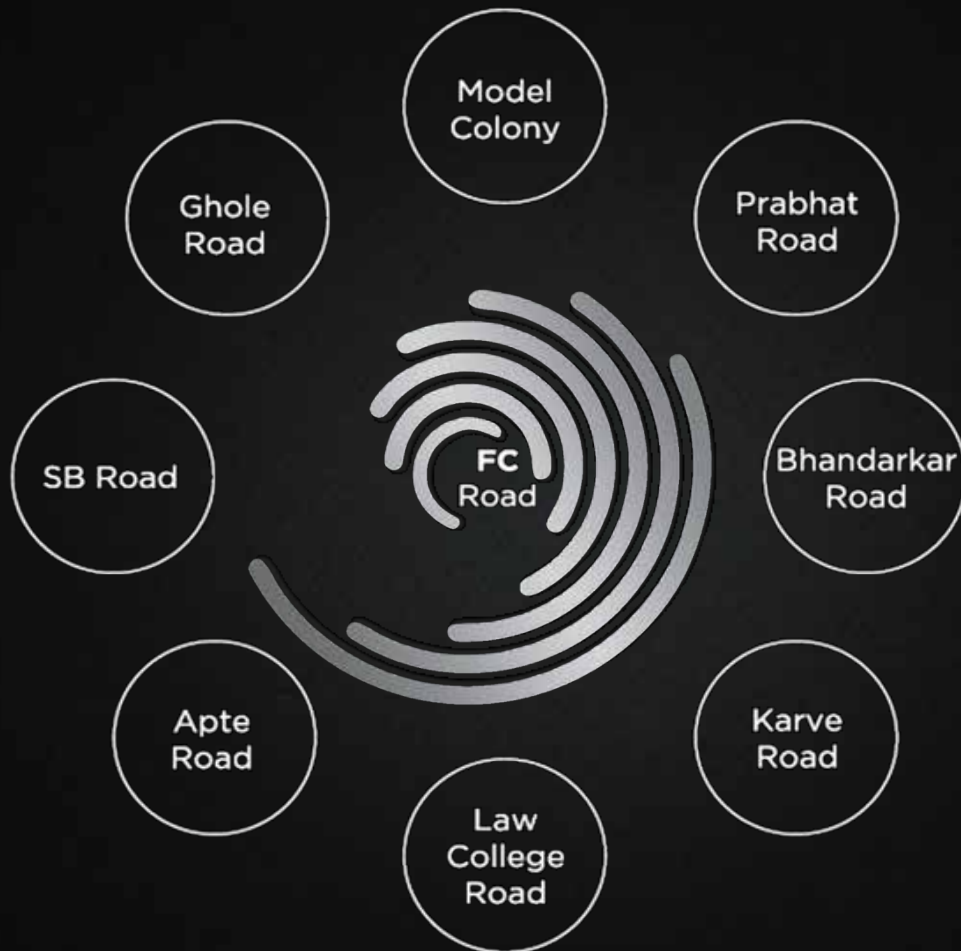 Model
Colony
Ghole
Road
Prabhat
Road
FC
Road
SB Road
Bhandarkar
Road
Apte
Road
Karve
Road
Law
College
Road